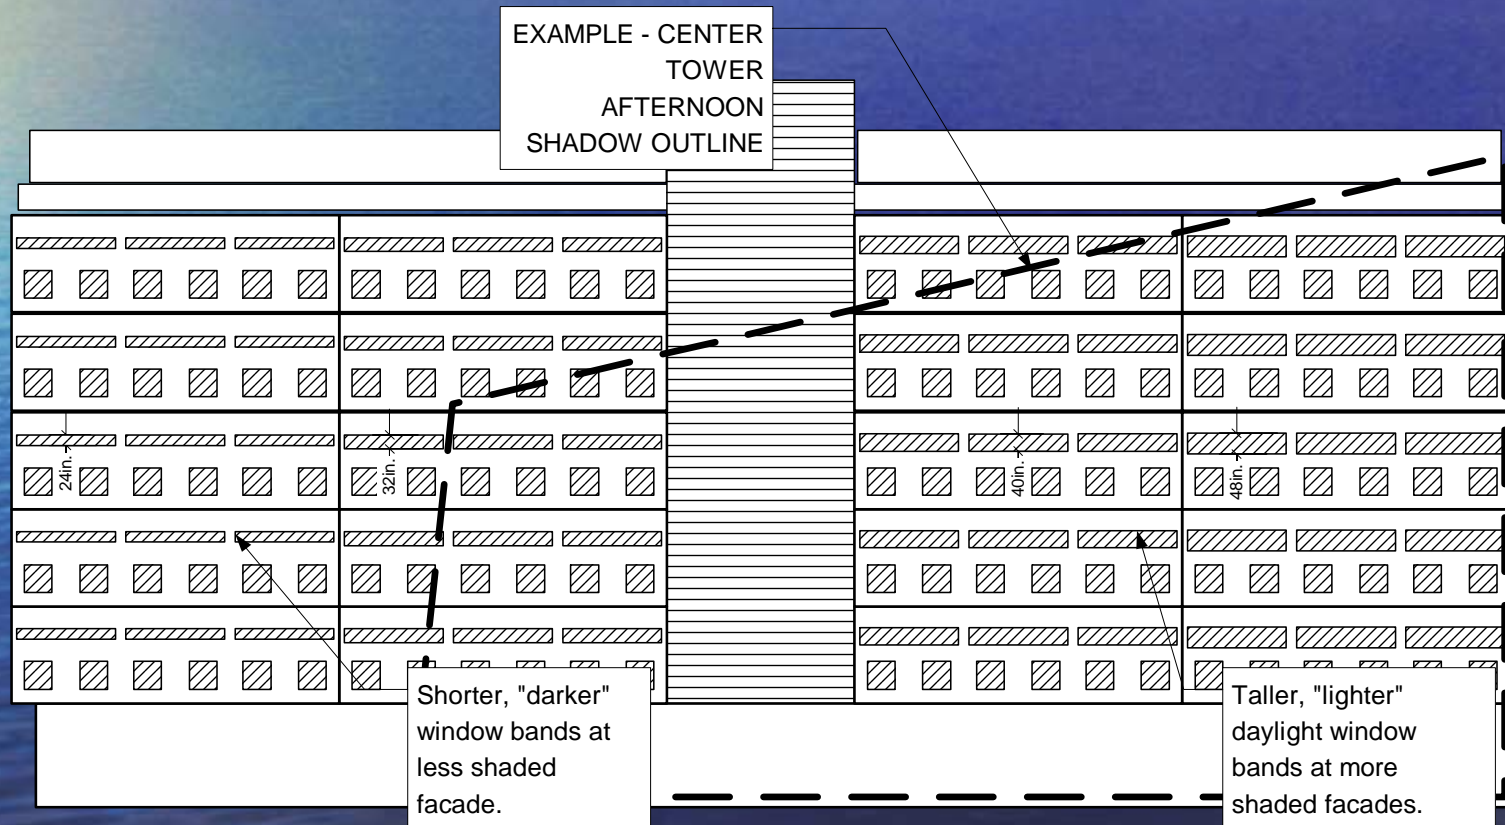 EXAMPLE - CENTER
TOWER
AFTERNOON
SHADOW OUTLINE
24in.
32in.
40in.
48in.
Shorter, "darker"
window bands at
less shaded
facade.
Taller, "lighter"
daylight window
bands at more
shaded facades.